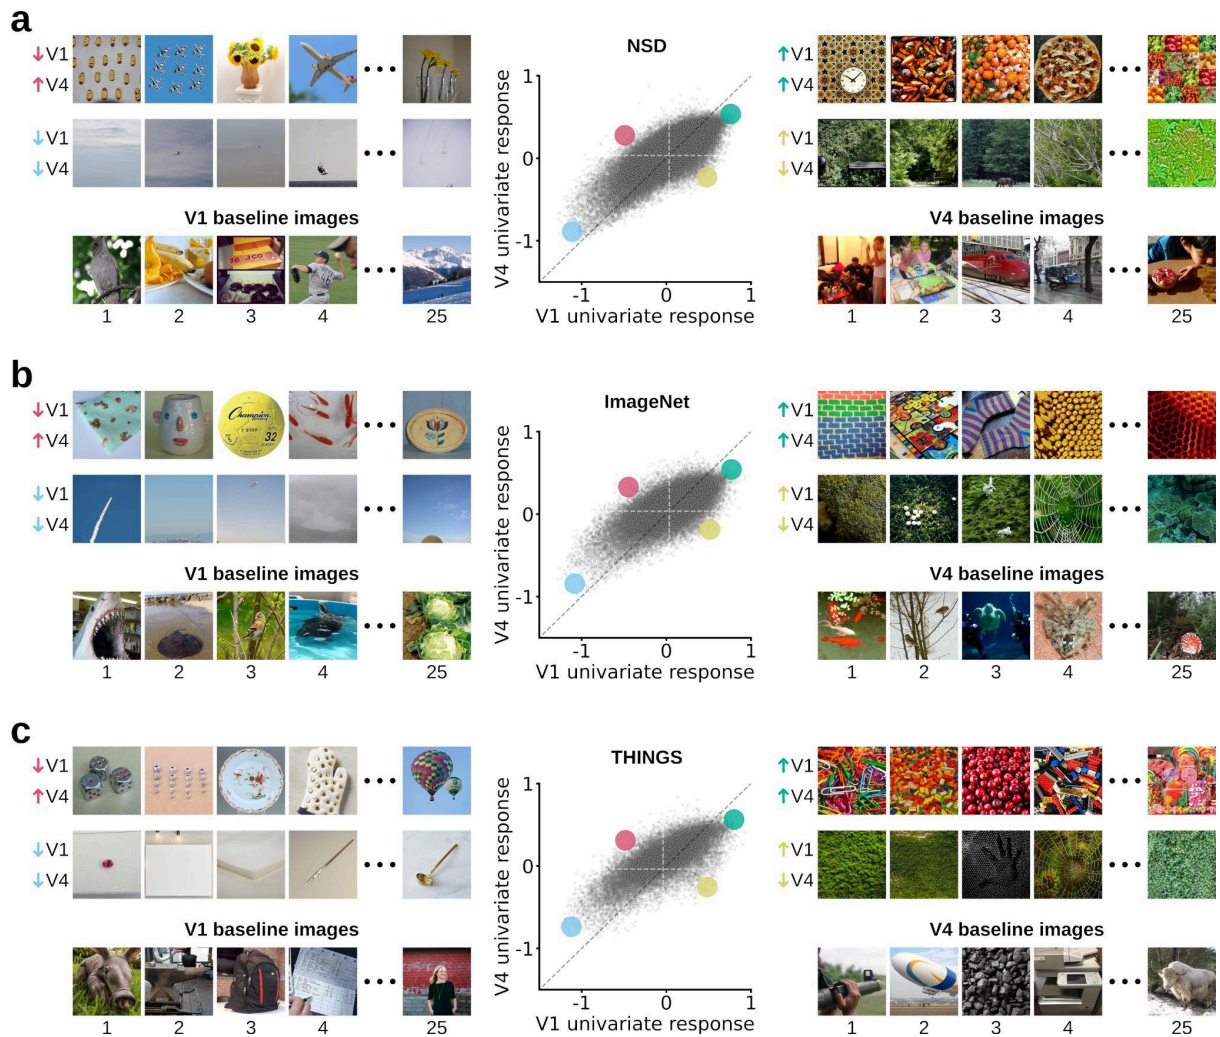 a
NSD
↓V1
↑V4
↑V1
↑V4
↓V1
↓V4
↑V1
↓V4
V1 baseline images
V4 baseline images
1 2 3 4 25
1 2 3 4 25
V4 univariate response
1
0
-1
-1 0 1
V1 univariate response
b
ImageNet
↓V1
↑V4
Champion
32
↑V1
↑V4
↓V1
↓V4
↑V1
↓V4
V1 baseline images
V4 baseline images
1 2 3 4 25
1 2 3 4 25
V4 univariate response
1
0
-1
-1 0 1
V1 univariate response
c
THINGS
↓V1
↑V4
↑V1
↑V4
↓V1
↓V4
↑V1
↓V4
V1 baseline images
V4 baseline images
1 2 3 4 25
1 2 3 4 25
V4 univariate response
1
0
-1
-1 0 1
V1 univariate response